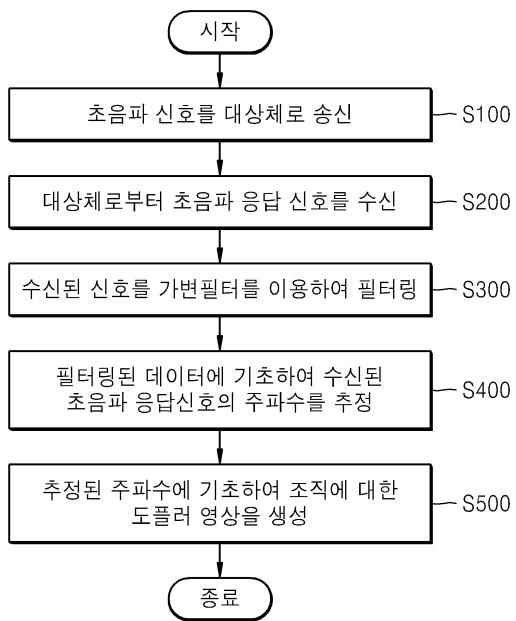 시작
초음파 신호를 대상체로 송신
S100
대상체로부터 초음파 응답 신호를 수신
S200
수신된 신호를 가변필터를 이용하여 필터링
S300
필터링된 데이터에 기초하여 수신된
초음파 응답신호의 주파수를 추정
S400
추정된 주파수에 기초하여 조직에 대한
도플러 영상을 생성
S500
종료